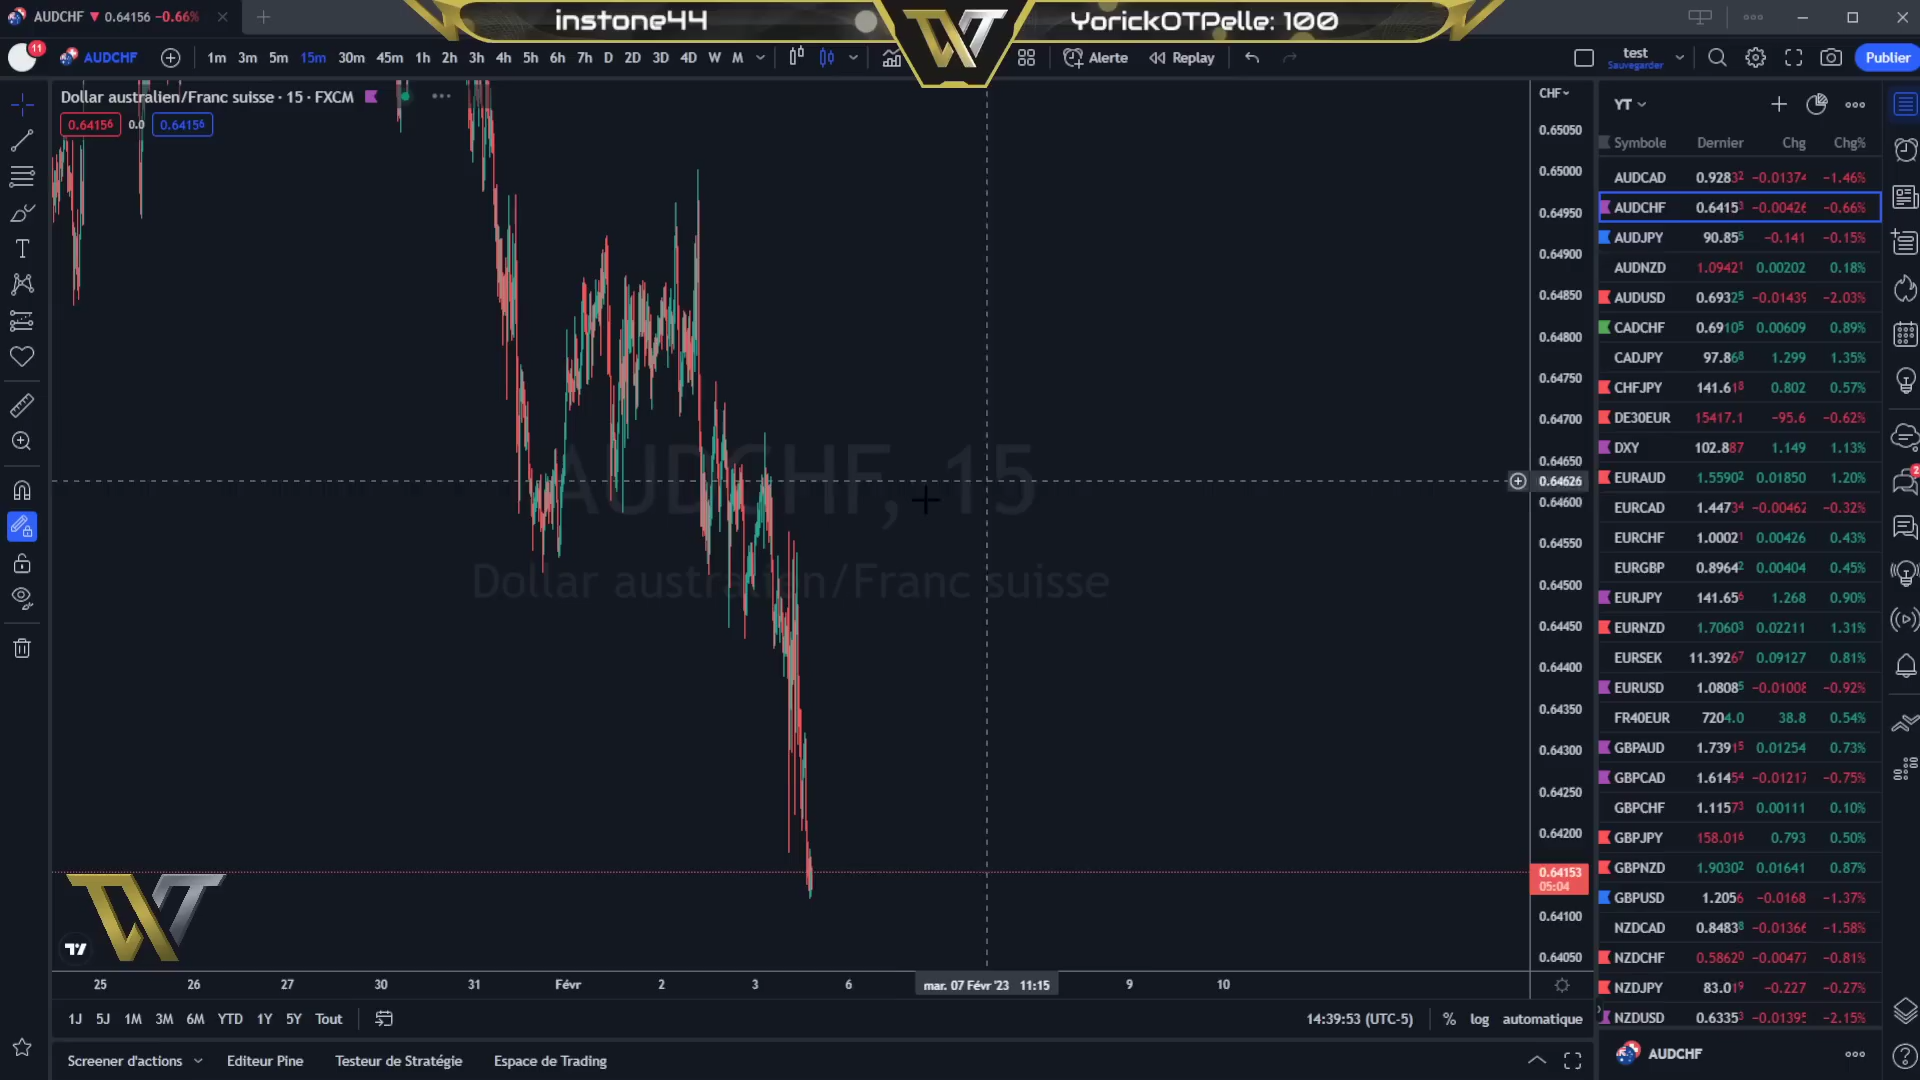 AUDCHF ▼ 0.64156 −0.66%
instone44
YorickOTPelle: 100
11
AUDCHF
1m 3m 5m 15m 30m 45m 1h 2h 3h 4h 5h 6h 7h D 2D 3D 4D W M
Alerte
Replay
test
Sauvegarder
Publier
Dollar australien/Franc suisse · 15 · FXCM
0.64156 0.0 0.64156
AUDCHF, 15
Dollar australien/Franc suisse
CHF
0.65050
0.65000
0.64950
0.64900
0.64850
0.64800
0.64750
0.64700
0.64650
0.64626
0.64600
0.64550
0.64500
0.64450
0.64400
0.64350
0.64300
0.64250
0.64200
0.64153
05:04
0.64100
0.64050
25 26 27 30 31 Févr 2 3 6 mar. 07 Févr '23 11:15 9 10
1J 5J 1M 3M 6M YTD 1Y 5Y Tout
14:39:53 (UTC-5) % log automatique
Screener d'actions Editeur Pine Testeur de Stratégie Espace de Trading
YT
Symbole Dernier Chg Chg%
AUDCAD 0.92832 −0.01374 −1.46%
AUDCHF 0.64153 −0.00426 −0.66%
AUDJPY 90.855 −0.141 −0.15%
AUDNZD 1.09421 0.00202 0.18%
AUDUSD 0.69325 −0.01439 −2.03%
CADCHF 0.69105 0.00609 0.89%
CADJPY 97.868 1.299 1.35%
CHFJPY 141.618 0.802 0.57%
DE30EUR 15417.1 −95.6 −0.62%
DXY 102.887 1.149 1.13%
EURAUD 1.55902 0.01850 1.20%
EURCAD 1.44734 −0.00462 −0.32%
EURCHF 1.00021 0.00426 0.43%
EURGBP 0.89642 0.00404 0.45%
EURJPY 141.656 1.268 0.90%
EURNZD 1.70603 0.02211 1.31%
EURSEK 11.39267 0.09127 0.81%
EURUSD 1.08085 −0.01008 −0.92%
FR40EUR 7204.0 38.8 0.54%
GBPAUD 1.73915 0.01254 0.73%
GBPCAD 1.61454 −0.01217 −0.75%
GBPCHF 1.11573 0.00111 0.10%
GBPJPY 158.016 0.793 0.50%
GBPNZD 1.90302 0.01641 0.87%
GBPUSD 1.2056 −0.0168 −1.37%
NZDCAD 0.84838 −0.01366 −1.58%
NZDCHF 0.58620 −0.00477 −0.81%
NZDJPY 83.019 −0.227 −0.27%
NZDUSD 0.63353 −0.01395 −2.15%
AUDCHF
2